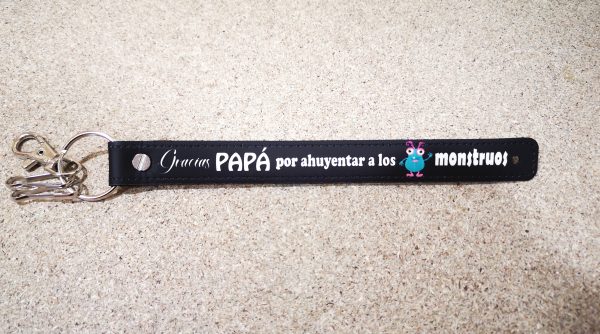 Gracias PAPÁ por ahuyentar a los monstruos